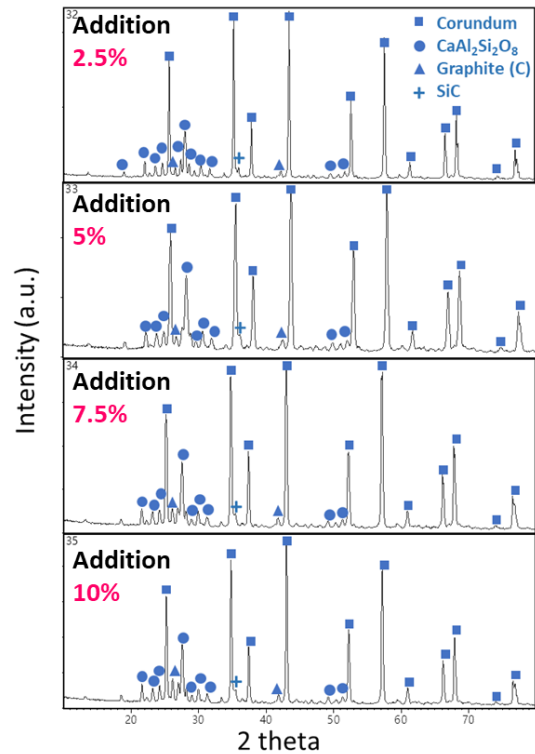 32
Addition
2.5%
Corundum
CaAl₂Si₂O₈
Graphite (C)
SiC
33
Addition
5%
34
Addition
7.5%
35
Addition
10%
Intensity (a.u.)
20 30 40 50 60 70
2 theta